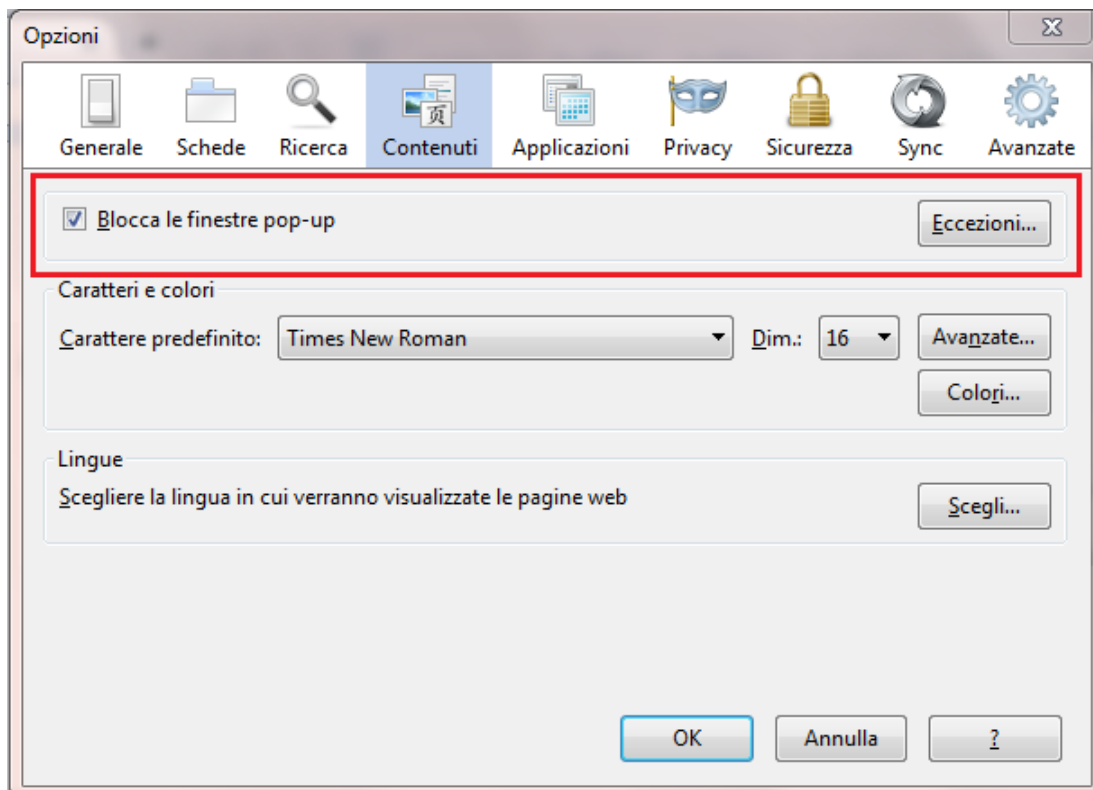 Opzioni
页
Generale Schede Ricerca Contenuti Applicazioni Privacy Sicurezza Sync Avanzate
Blocca le finestre pop-up Eccezioni...
Caratteri e colori
Carattere predefinito: Times New Roman Dim.: 16 Avanzate...
Colori...
Lingue
Scegliere la lingua in cui verranno visualizzate le pagine web Scegli...
OK Annulla ?